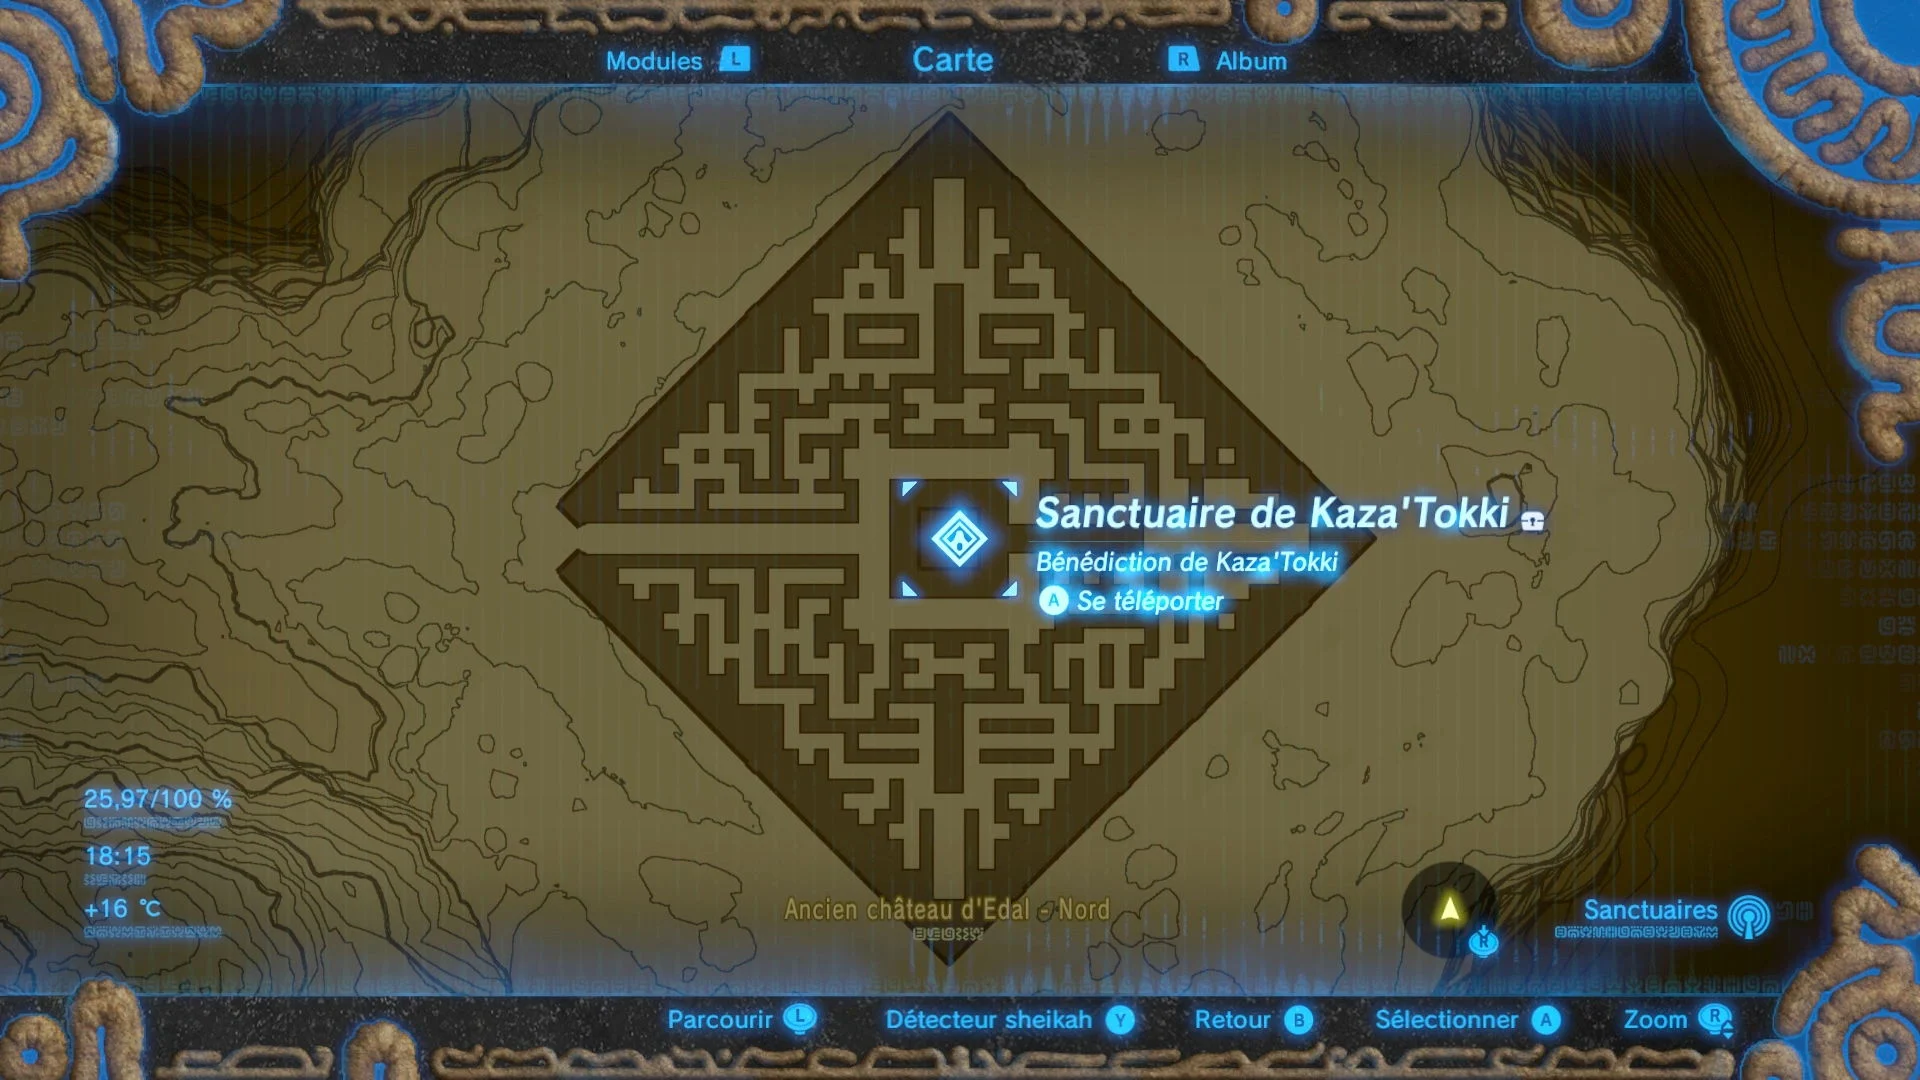 Modules L
Carte
R Album
Sanctuaire de Kaza'Tokki
Bénédiction de Kaza'Tokki
A Se téléporter
25,97/100 %
18:15
+16 °C
Ancien château d'Edal - Nord
R
Sanctuaires
Parcourir L
Détecteur sheikah Y
Retour B
Sélectionner A
Zoom R